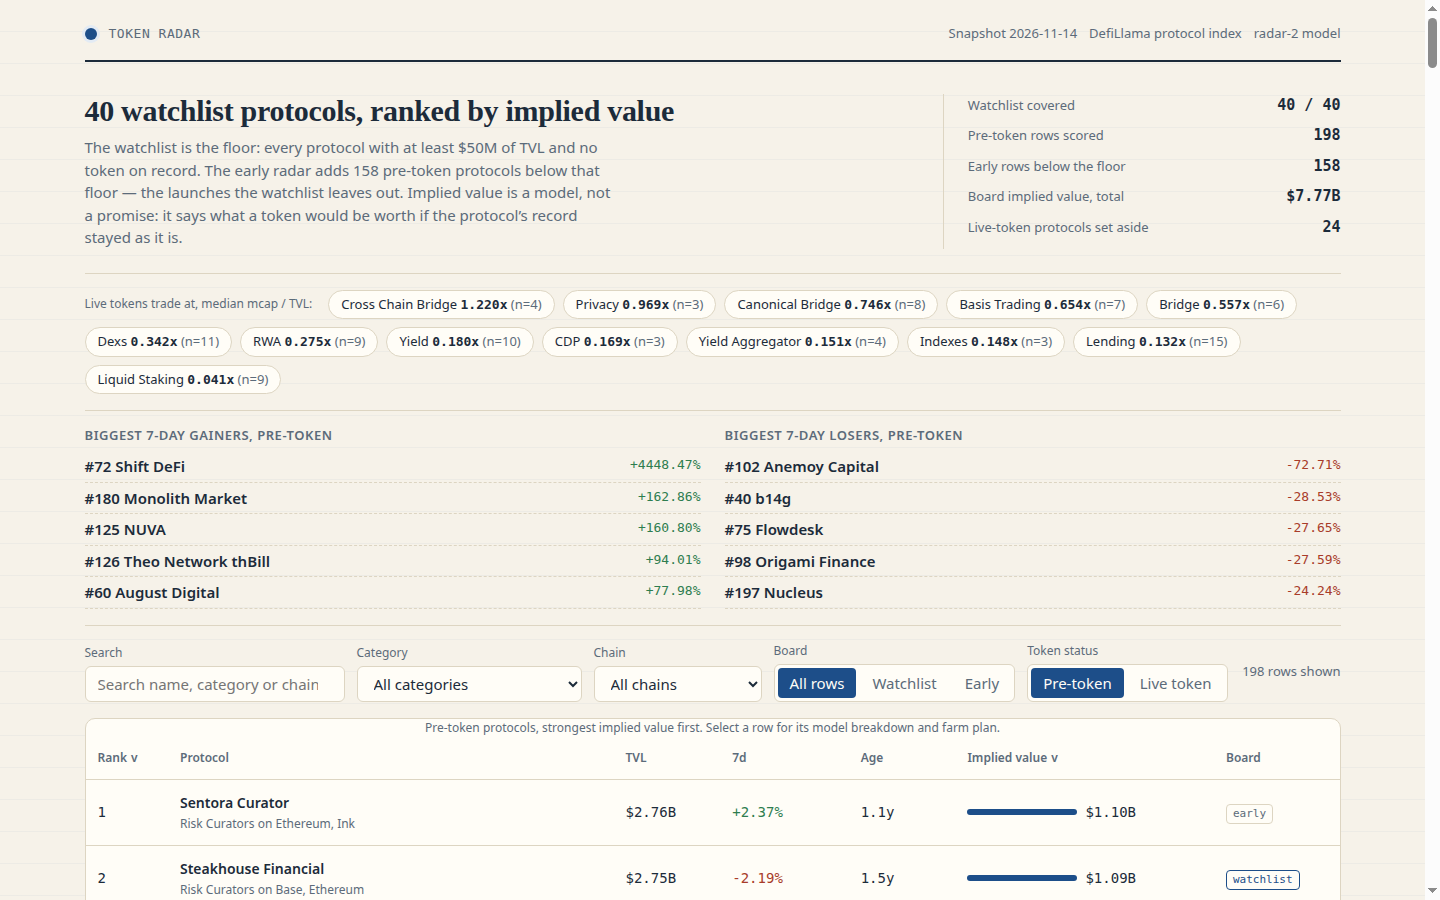 TOKEN RADAR
Snapshot 2026-11-14 DefiLlama protocol index radar-2 model
40 watchlist protocols, ranked by implied value
The watchlist is the floor: every protocol with at least $50M of TVL and no
token on record. The early radar adds 158 pre-token protocols below that
floor — the launches the watchlist leaves out. Implied value is a model, not
a promise: it says what a token would be worth if the protocol’s record
stayed as it is.
Watchlist covered 40 / 40
Pre-token rows scored 198
Early rows below the floor 158
Board implied value, total $7.77B
Live-token protocols set aside 24
Live tokens trade at, median mcap / TVL: Cross Chain Bridge 1.220x (n=4) Privacy 0.969x (n=3) Canonical Bridge 0.746x (n=8) Basis Trading 0.654x (n=7) Bridge 0.557x (n=6)
Dexs 0.342x (n=11) RWA 0.275x (n=9) Yield 0.180x (n=10) CDP 0.169x (n=3) Yield Aggregator 0.151x (n=4) Indexes 0.148x (n=3) Lending 0.132x (n=15)
Liquid Staking 0.041x (n=9)
BIGGEST 7-DAY GAINERS, PRE-TOKEN
#72 Shift DeFi +4448.47%
#180 Monolith Market +162.86%
#125 NUVA +160.80%
#126 Theo Network thBill +94.01%
#60 August Digital +77.98%
BIGGEST 7-DAY LOSERS, PRE-TOKEN
#102 Anemoy Capital -72.71%
#40 b14g -28.53%
#75 Flowdesk -27.65%
#98 Origami Finance -27.59%
#197 Nucleus -24.24%
Search Category Chain Board Token status
Search name, category or chain All categories All chains All rows Watchlist Early Pre-token Live token 198 rows shown
Pre-token protocols, strongest implied value first. Select a row for its model breakdown and farm plan.
Rank v Protocol TVL 7d Age Implied value v Board
1 Sentora Curator $2.76B +2.37% 1.1y $1.10B early
Risk Curators on Ethereum, Ink
2 Steakhouse Financial $2.75B -2.19% 1.5y $1.09B watchlist
Risk Curators on Base, Ethereum